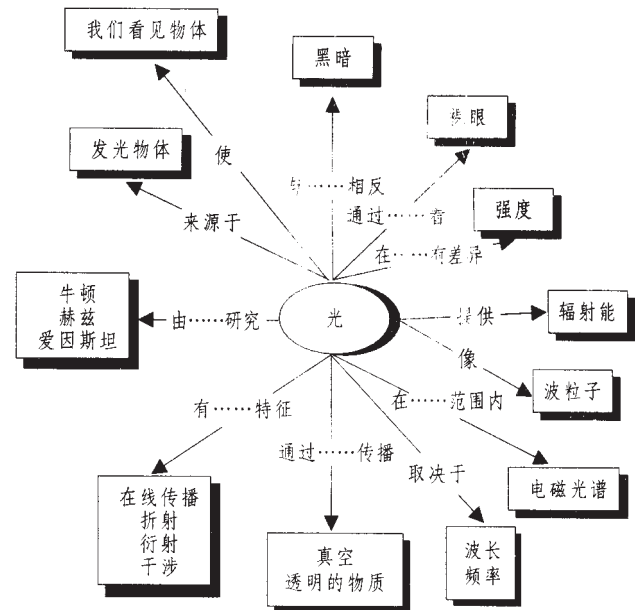 我们看见物体
黑暗
眼
发光物体
使
与……相反
通过……看
强度
来源于
在……有差异
牛顿
赫兹
爱因斯坦
由……研究
光
提供
辐射能
像
波粒子
有……特征
在……范围内
通过……传播
取决于
电磁光谱
在线传播
折射
衍射
干涉
真空
透明的物质
波长
频率